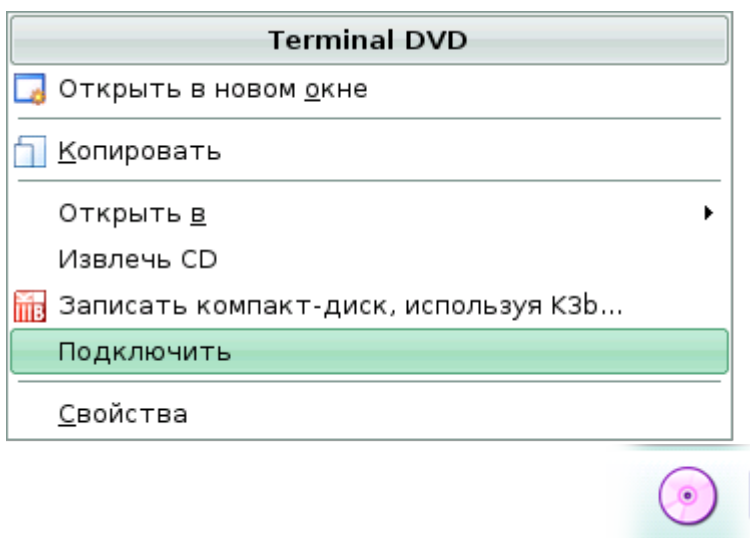 Terminal DVD
Открыть в новом окне
Копировать
Открыть в
Извлечь CD
Записать компакт-диск, используя K3b...
Подключить
Свойства